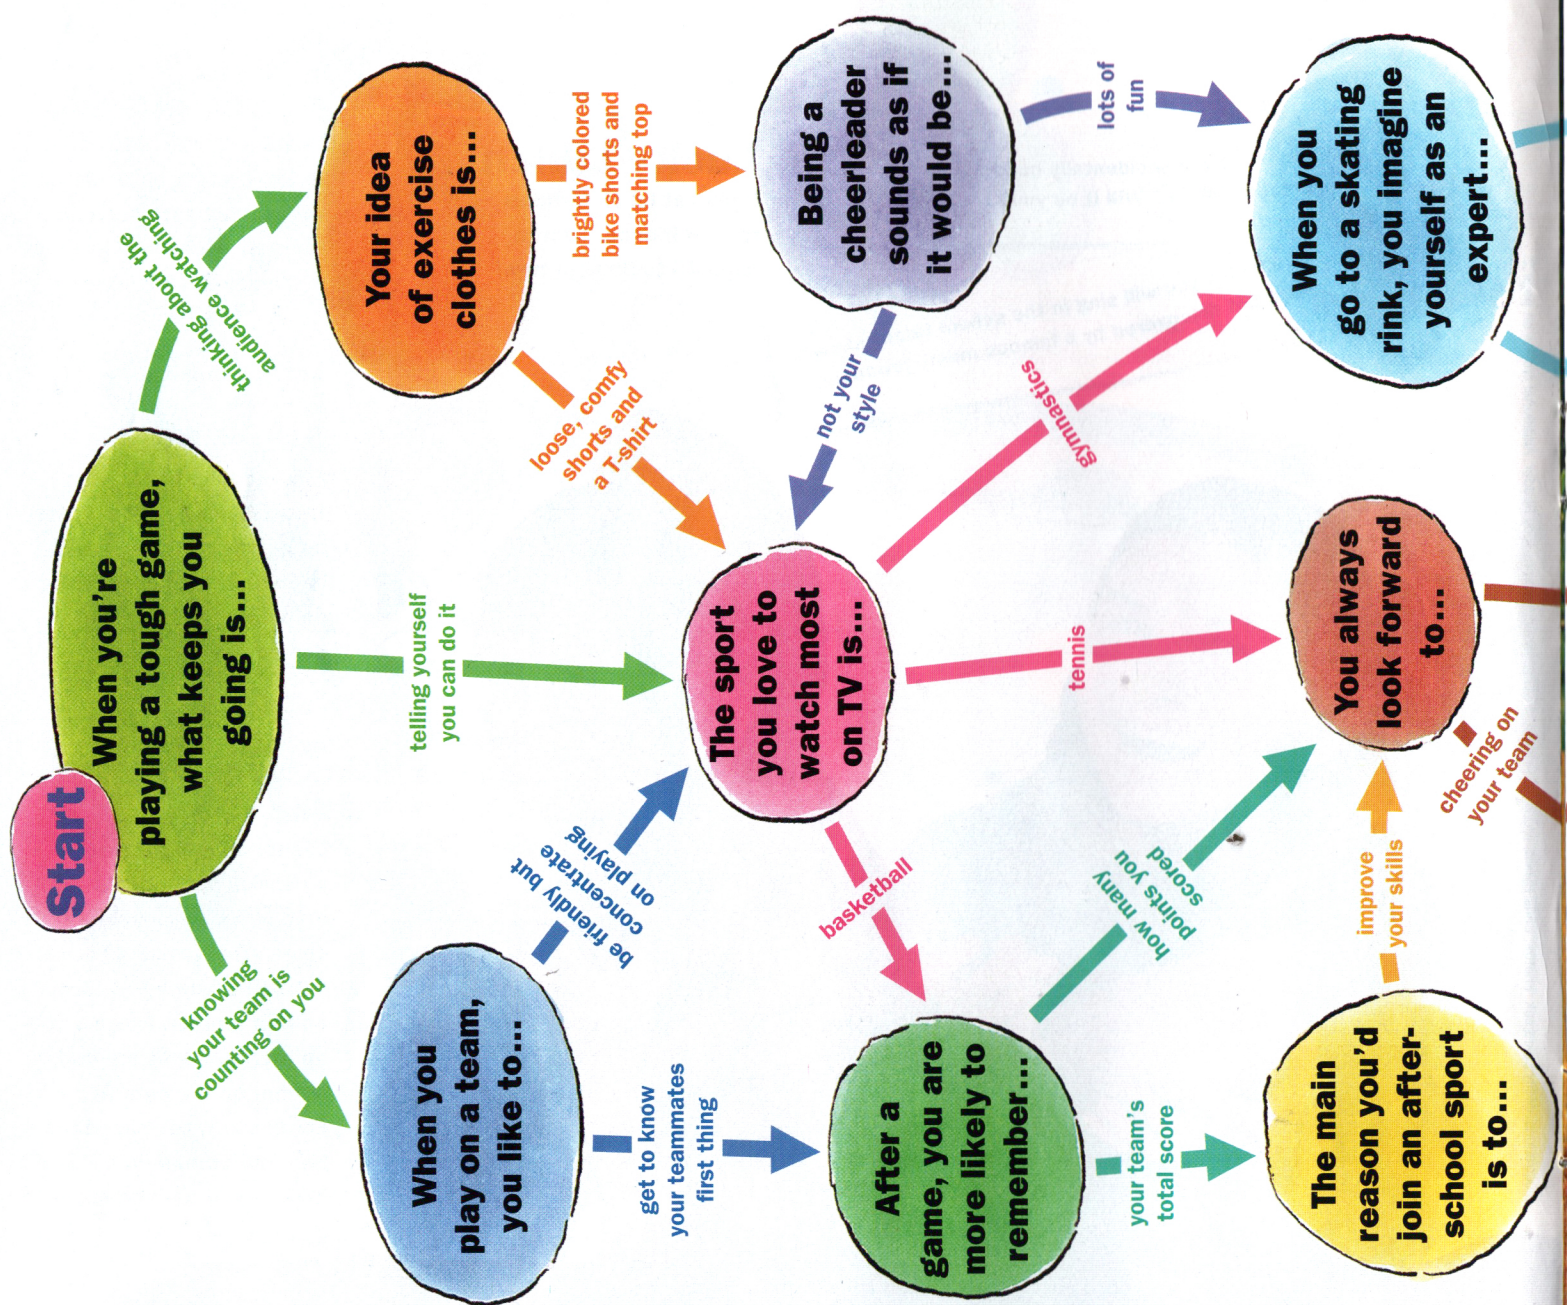 Start
When you're
playing a tough game,
what keeps you
going is...
knowing
your team is
counting on you
telling yourself
you can do it
thinking about the
audience watching
When you
play on a team,
you like to...
be friendly but
concentrate
on playing
get to know
your teammates
first thing
Your idea
of exercise
clothes is...
loose, comfy
shorts and
a T-shirt
brightly colored
bike shorts and
matching top
The sport
you love to
watch most
on TV is...
basketball
tennis
gymnastics
Being a
cheerleader
sounds as if
it would be...
not your
style
lots of
fun
After a
game, you are
more likely to
remember...
your team's
total score
how many
points you
scored
The main
reason you'd
join an after-
school sport
is to...
improve
your skills
You always
look forward
to...
cheering on
your team
When you
go to a skating
rink, you imagine
yourself as an
expert...